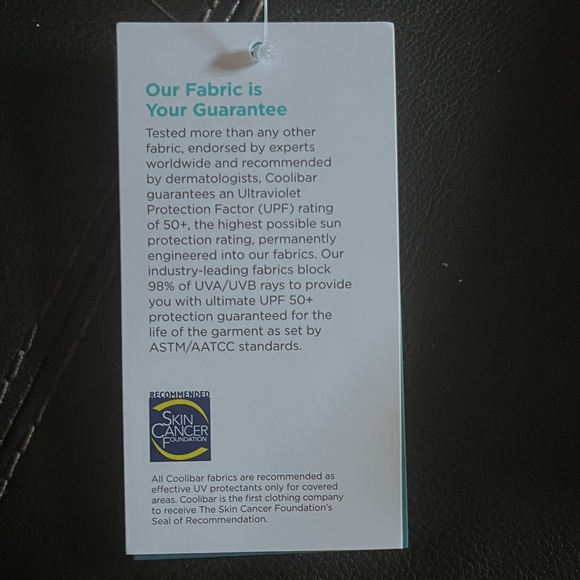 Our Fabric is
Your Guarantee
Tested more than any other
fabric, endorsed by experts
worldwide and recommended
by dermatologists, Coolibar
guarantees an Ultraviolet
Protection Factor (UPF) rating
of 50+, the highest possible sun
protection rating, permanently
engineered into our fabrics. Our
industry-leading fabrics block
98% of UVA/UVB rays to provide
you with ultimate UPF 50+
protection guaranteed for the
life of the garment as set by
ASTM/AATCC standards.
RECOMMENDED
SKIN
CANCER
FOUNDATION
All Coolibar fabrics are recommended as
effective UV protectants only for covered
areas. Coolibar is the first clothing company
to receive The Skin Cancer Foundation's
Seal of Recommendation.